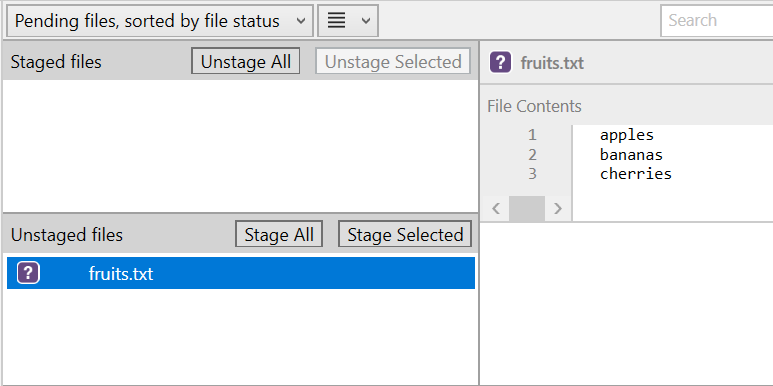 Pending files, sorted by file status
Search
Staged files Unstage All Unstage Selected
? fruits.txt
File Contents
1 apples
2 bananas
3 cherries
Unstaged files Stage All Stage Selected
? fruits.txt